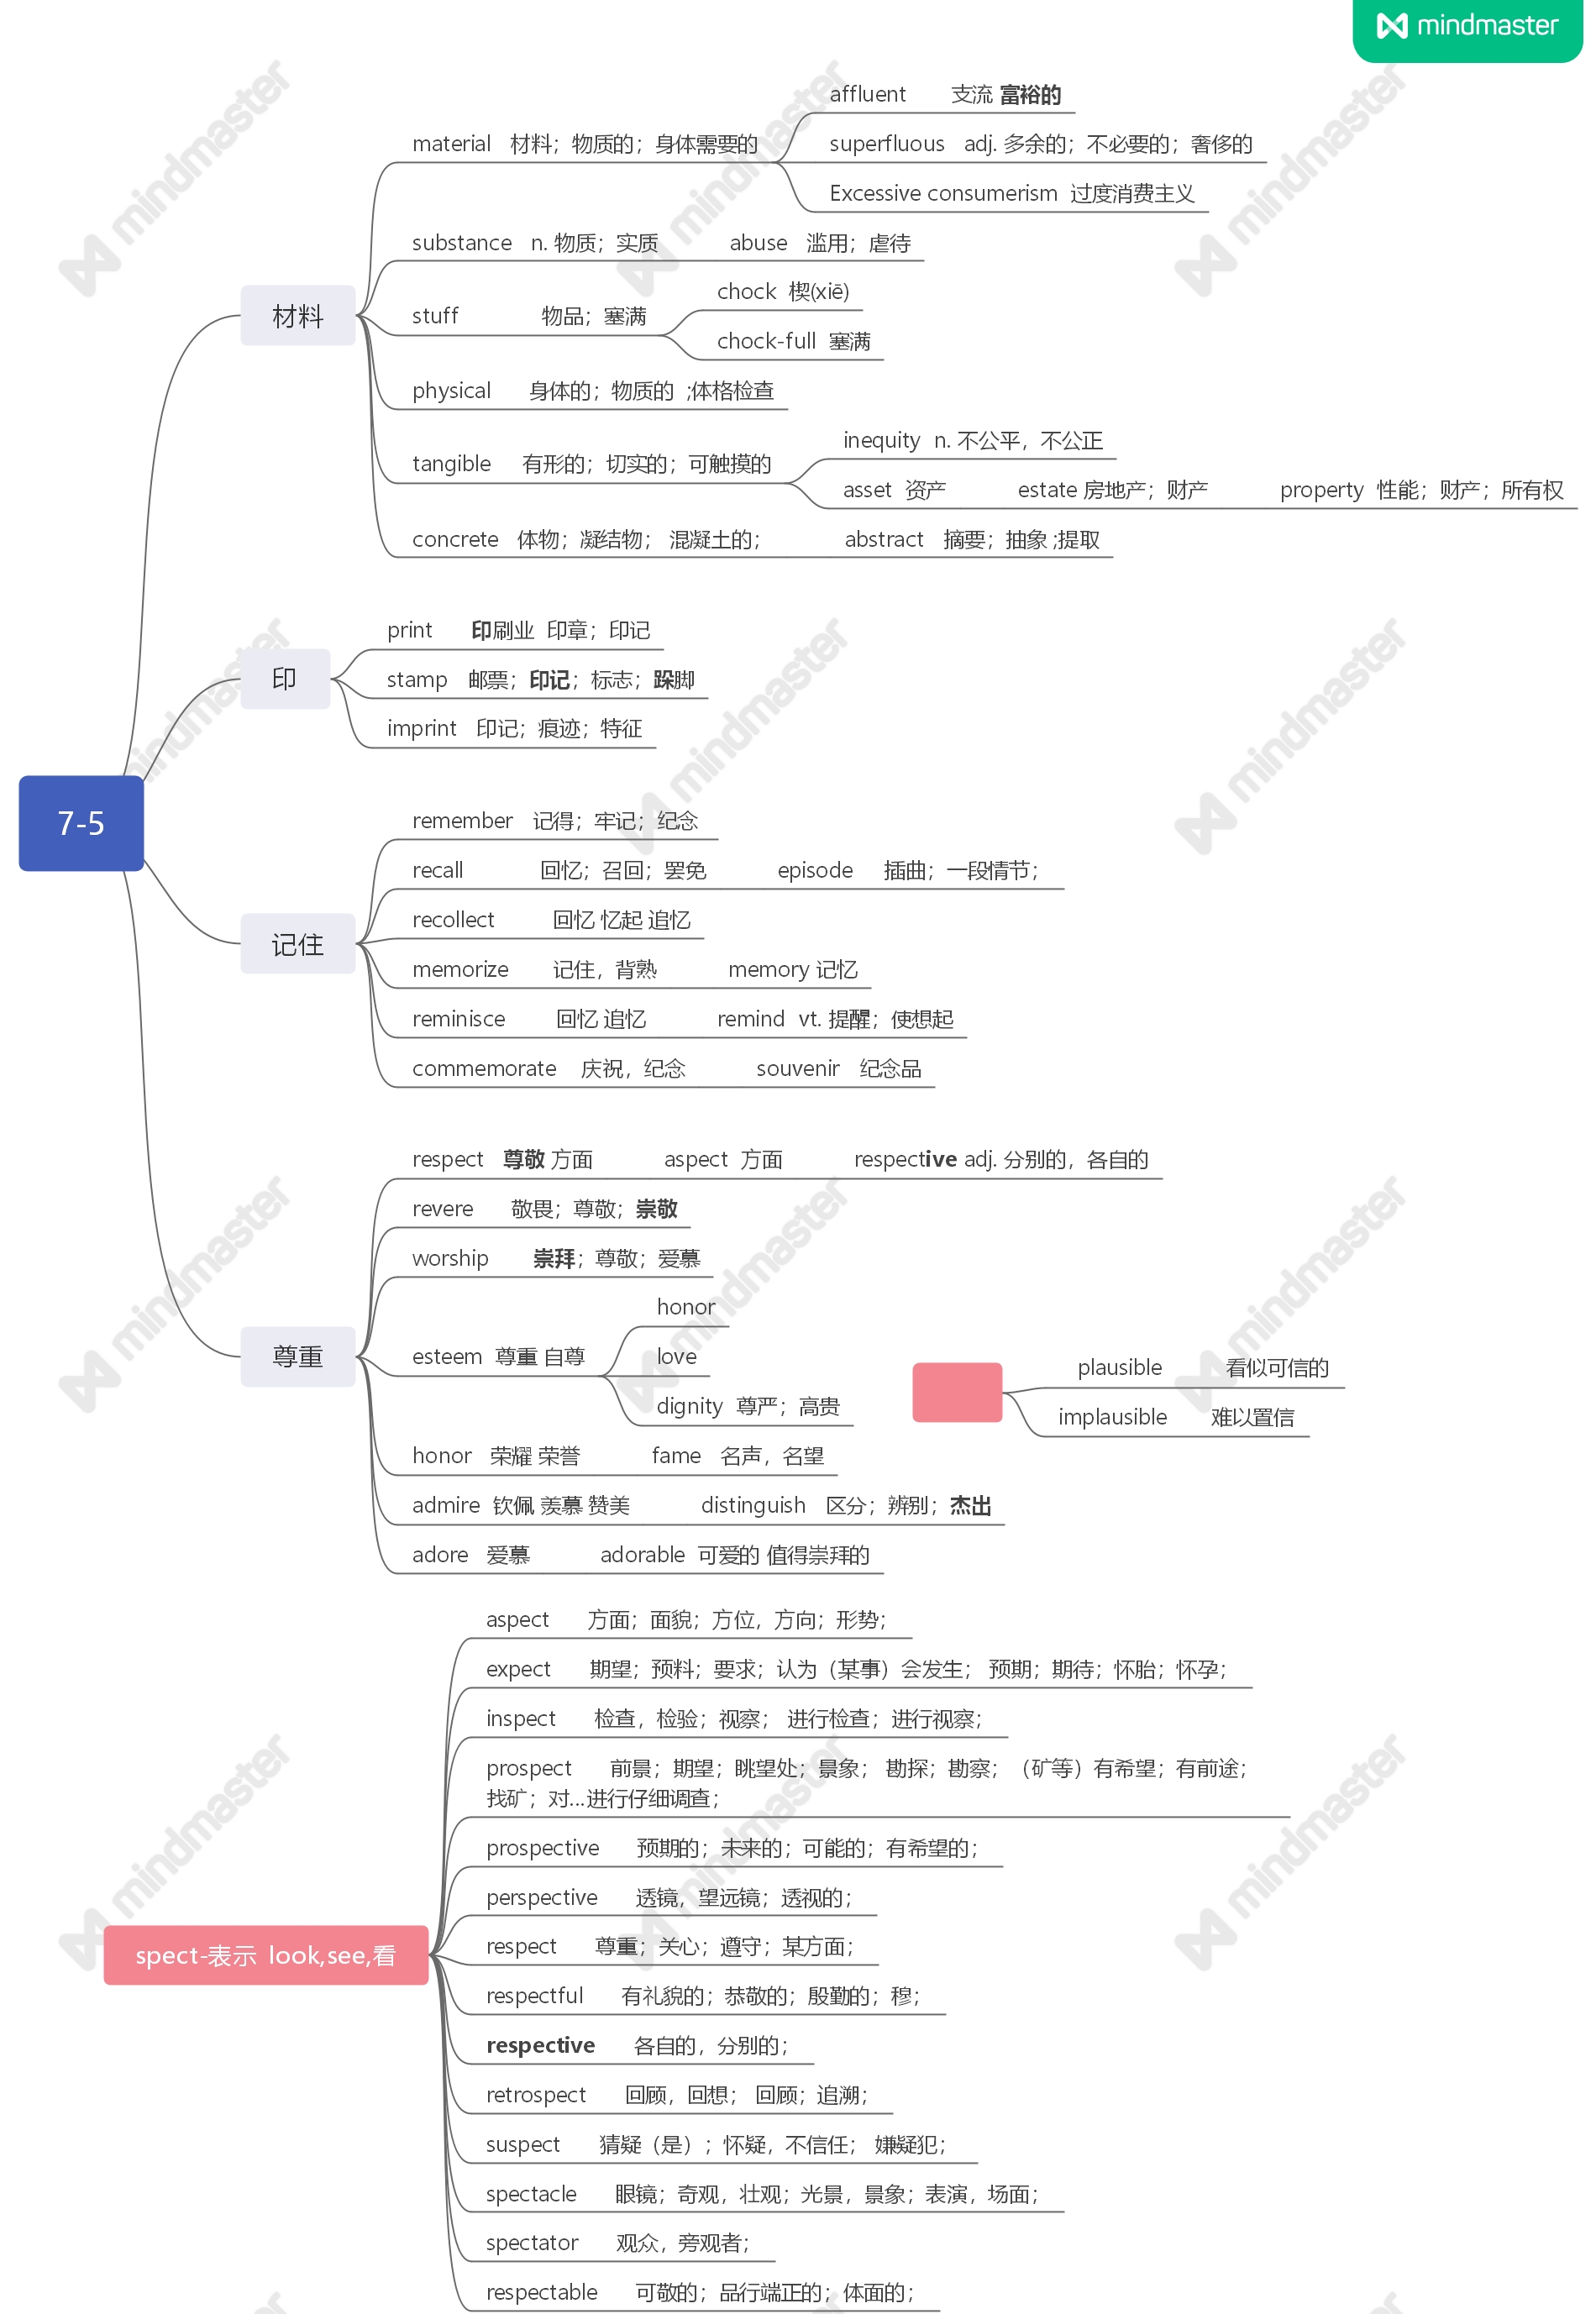 mindmaster
7-5
材料
material 材料；物质的；身体需要的
affluent 支流 富裕的
superfluous adj. 多余的；不必要的；奢侈的
Excessive consumerism 过度消费主义
substance n. 物质；实质 abuse 滥用；虐待
stuff 物品；塞满
chock 楔(xiē)
chock-full 塞满
physical 身体的；物质的 ;体格检查
tangible 有形的；切实的；可触摸的
inequity n. 不公平，不公正
asset 资产 estate 房地产；财产 property 性能；财产；所有权
concrete 体物；凝结物； 混凝土的； abstract 摘要；抽象 ;提取
印
print 印刷业 印章；印记
stamp 邮票；印记；标志；跺脚
imprint 印记；痕迹；特征
记住
remember 记得；牢记；纪念
recall 回忆；召回；罢免 episode 插曲；一段情节；
recollect 回忆 忆起 追忆
memorize 记住，背熟 memory 记忆
reminisce 回忆 追忆 remind vt. 提醒；使想起
commemorate 庆祝，纪念 souvenir 纪念品
尊重
respect 尊敬 方面 aspect 方面 respective adj. 分别的，各自的
revere 敬畏；尊敬；崇敬
worship 崇拜；尊敬；爱慕
esteem 尊重 自尊
honor
love
dignity 尊严；高贵
honor 荣耀 荣誉 fame 名声，名望
admire 钦佩 羡慕 赞美 distinguish 区分；辨别；杰出
adore 爱慕 adorable 可爱的 值得崇拜的
plausible 看似可信的
implausible 难以置信
spect-表示 look,see,看
aspect 方面；面貌；方位，方向；形势；
expect 期望；预料；要求；认为（某事）会发生； 预期；期待；怀胎；怀孕；
inspect 检查，检验；视察； 进行检查；进行视察；
prospect 前景；期望；眺望处；景象； 勘探；勘察； （矿等）有希望；有前途；
找矿；对...进行仔细调查；
prospective 预期的；未来的；可能的；有希望的；
perspective 透镜，望远镜；透视的；
respect 尊重；关心；遵守；某方面；
respectful 有礼貌的；恭敬的；殷勤的；穆；
respective 各自的，分别的；
retrospect 回顾，回想； 回顾；追溯；
suspect 猜疑（是）；怀疑，不信任； 嫌疑犯；
spectacle 眼镜；奇观，壮观；光景，景象；表演，场面；
spectator 观众，旁观者；
respectable 可敬的；品行端正的；体面的；